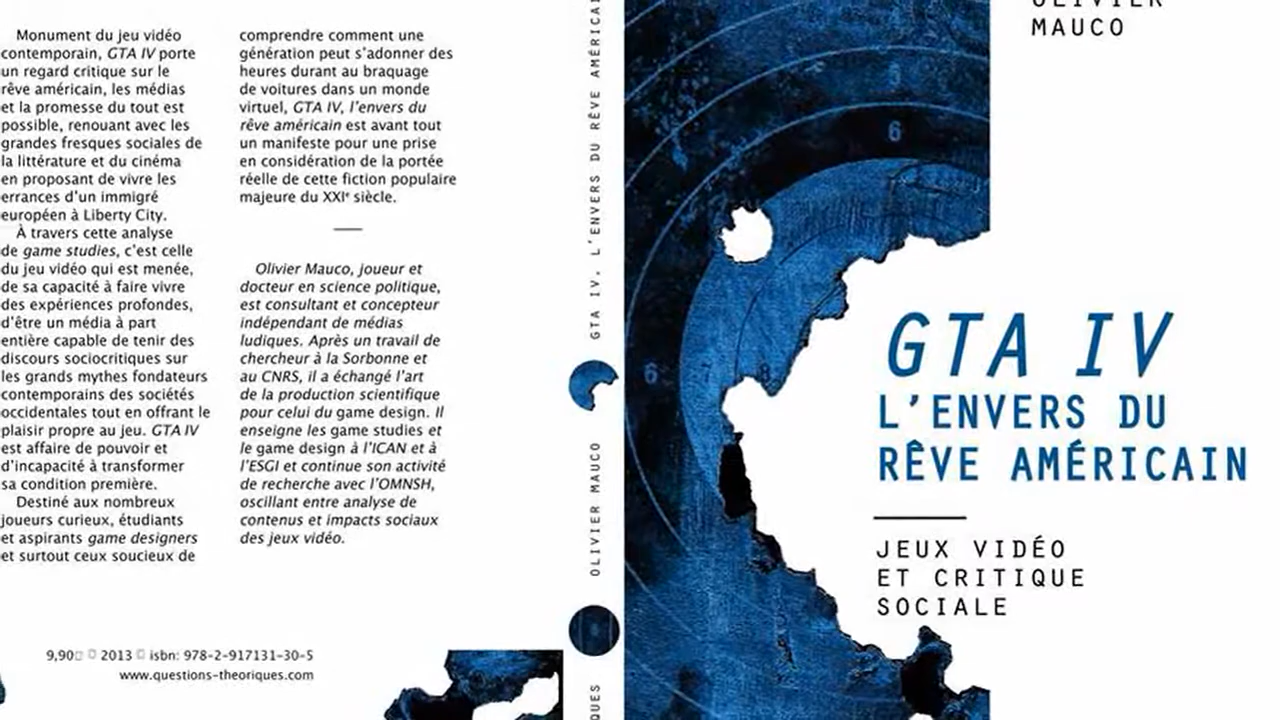 Monument du jeu vidéo
contemporain, GTA IV porte
un regard critique sur le
rêve américain, les médias
et la promesse du tout est
possible, renouant avec les
grandes fresques sociales de
la littérature et du cinéma
en proposant de vivre les
errances d'un immigré
européen à Liberty City.
À travers cette analyse
de game studies, c'est celle
du jeu vidéo qui est menée,
de sa capacité à faire vivre
des expériences profondes,
d'être un média à part
entière capable de tenir des
discours sociocritiques sur
les grands mythes fondateurs
contemporains des sociétés
occidentales tout en offrant le
plaisir propre au jeu. GTA IV
est affaire de pouvoir et
d'incapacité à transformer
sa condition première.
Destiné aux nombreux
joueurs curieux, étudiants
et aspirants game designers
et surtout ceux soucieux de
comprendre comment une
génération peut s'adonner des
heures durant au braquage
de voitures dans un monde
virtuel, GTA IV, l'envers du
rêve américain est avant tout
un manifeste pour une prise
en considération de la portée
réelle de cette fiction populaire
majeure du XXIe siècle.
Olivier Mauco, joueur et
docteur en science politique,
est consultant et concepteur
indépendant de médias
ludiques. Après un travail de
chercheur à la Sorbonne et
au CNRS, il a échangé l'art
de la production scientifique
pour celui du game design. Il
enseigne les game studies et
le game design à l'ICAN et à
l'ESGI et continue son activité
de recherche avec l'OMNSH,
oscillant entre analyse de
contenus et impacts sociaux
des jeux vidéo.
9,90 2013 isbn: 978-2-917131-30-5
www.questions-theoriques.com
QUES
OLIVIER MAUCO
GTA IV. L'ENVERS DU RÊVE AMÉRICAI
OLIVIER
MAUCO
5
6
6
7
8
GTA IV
L'ENVERS DU
RÊVE AMÉRICAIN
JEUX VIDÉO
ET CRITIQUE
SOCIALE